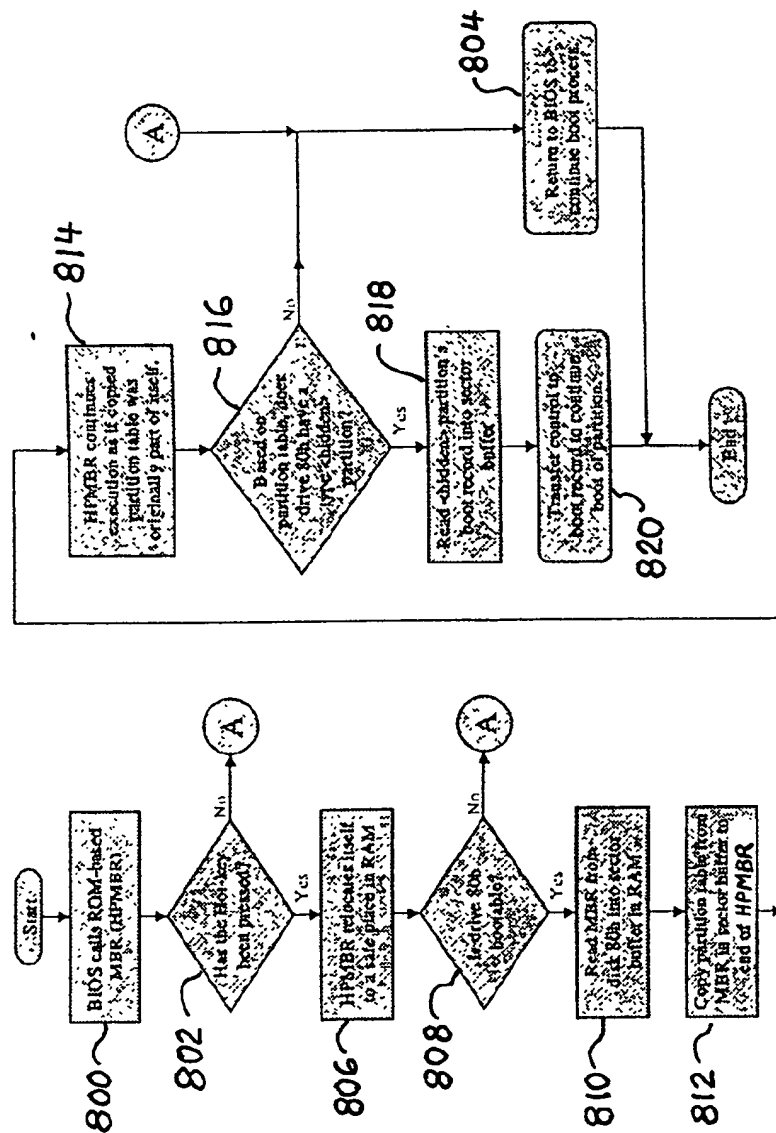 Start
BIOS calls ROM-based
MBR (HPMBR)
800
Has the Hot-key
been pressed?
802
No
A
Yes
HPMBR relocates itself
to a safe place in RAM
806
Is drive 80h
bootable?
808
No
A
Yes
Read MBR from
disk 80h into sector
buffer in RAM
810
Copy partition table from
MBR in sector buffer to
end of HPMBR
812
HPMBR continues
execution as if copied
partition table was
originally part of itself.
814
Based on
partition table, does
drive 80h have a
type <hidden>
partition?
816
No
A
Yes
Read <hidden> partition's
boot record into sector
buffer
818
Transfer control to
boot record to continue
boot of partition.
820
Return to BIOS to
continue boot process.
804
End